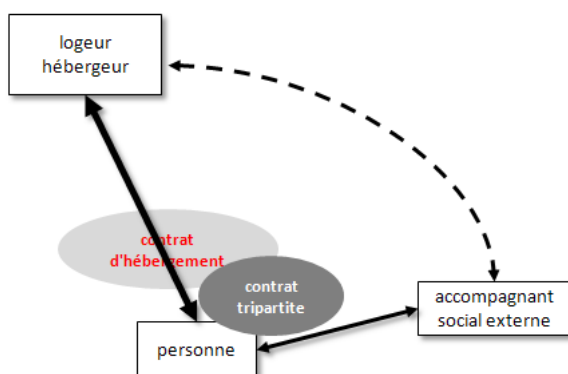 logeur
hébergeur
contrat
d'hébergement
contrat
tripartite
accompagnant
social externe
personne